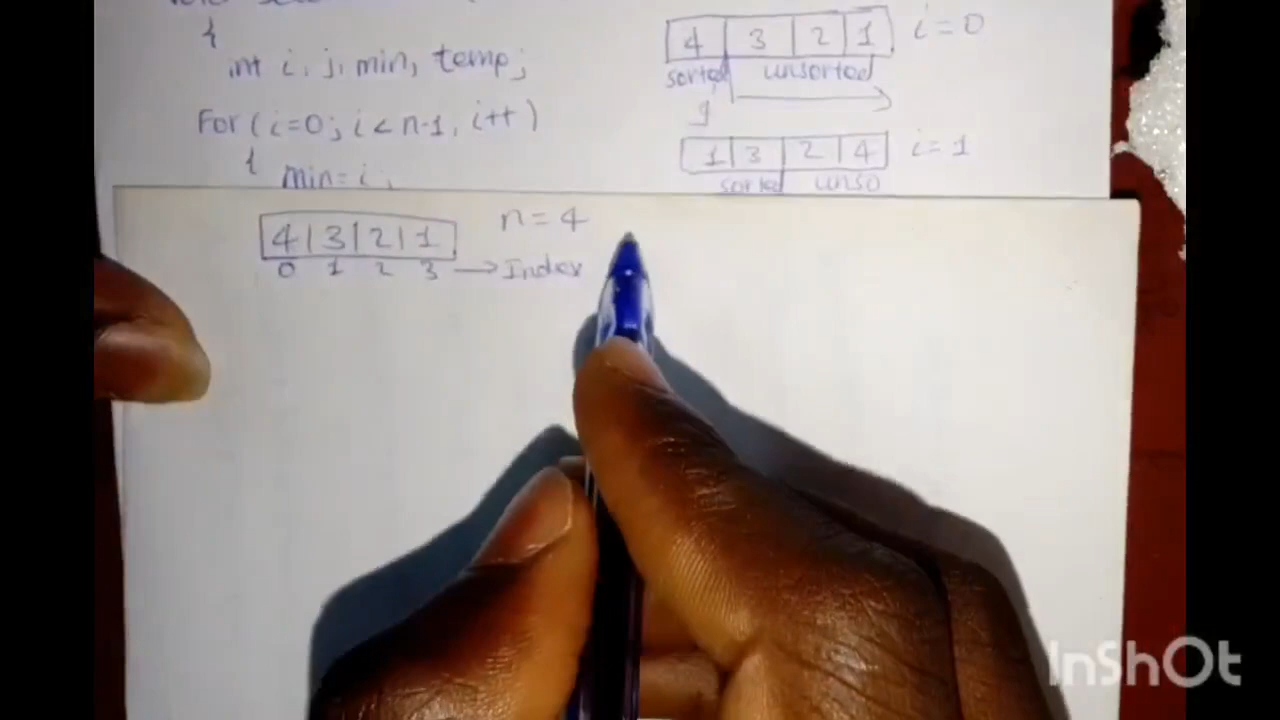 {
int i, j, min, temp;
For (i=0; i<n-1, i++)
{ min=i,
4 3 2 1 i=0
sorted unsorted
1 3 2 4 i=1
sorted unso
4|3|2|1 n=4
0 1 2 3 → Index
InShOt